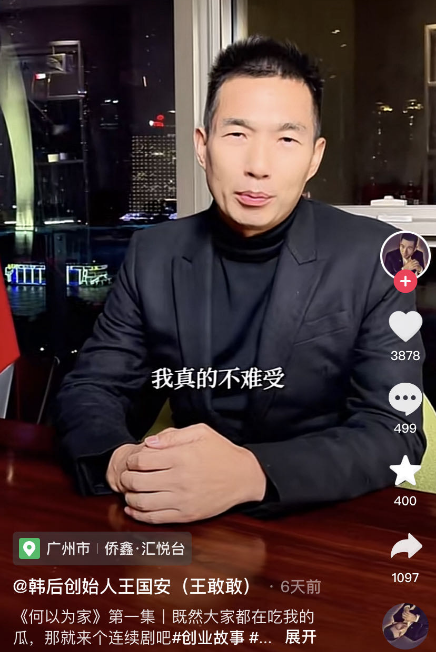 我真的不难受
3878
499
400
1097
广州市 | 侨鑫·汇悦台
@韩后创始人王国安（王敢敢） · 6天前
《何以为家》第一集丨既然大家都在吃我的
瓜，那就来个连续剧吧#创业故事 #... 展开